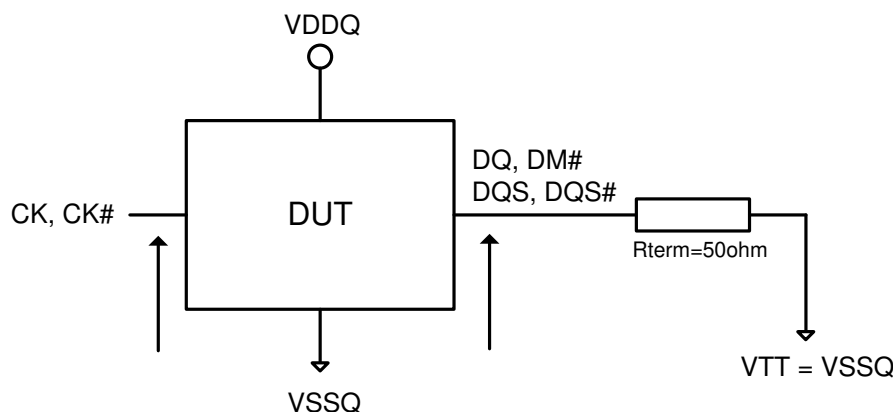 VDDQ
DQ, DM#
DQS, DQS#
CK, CK#
DUT
Rterm=50ohm
VTT = VSSQ
VSSQ